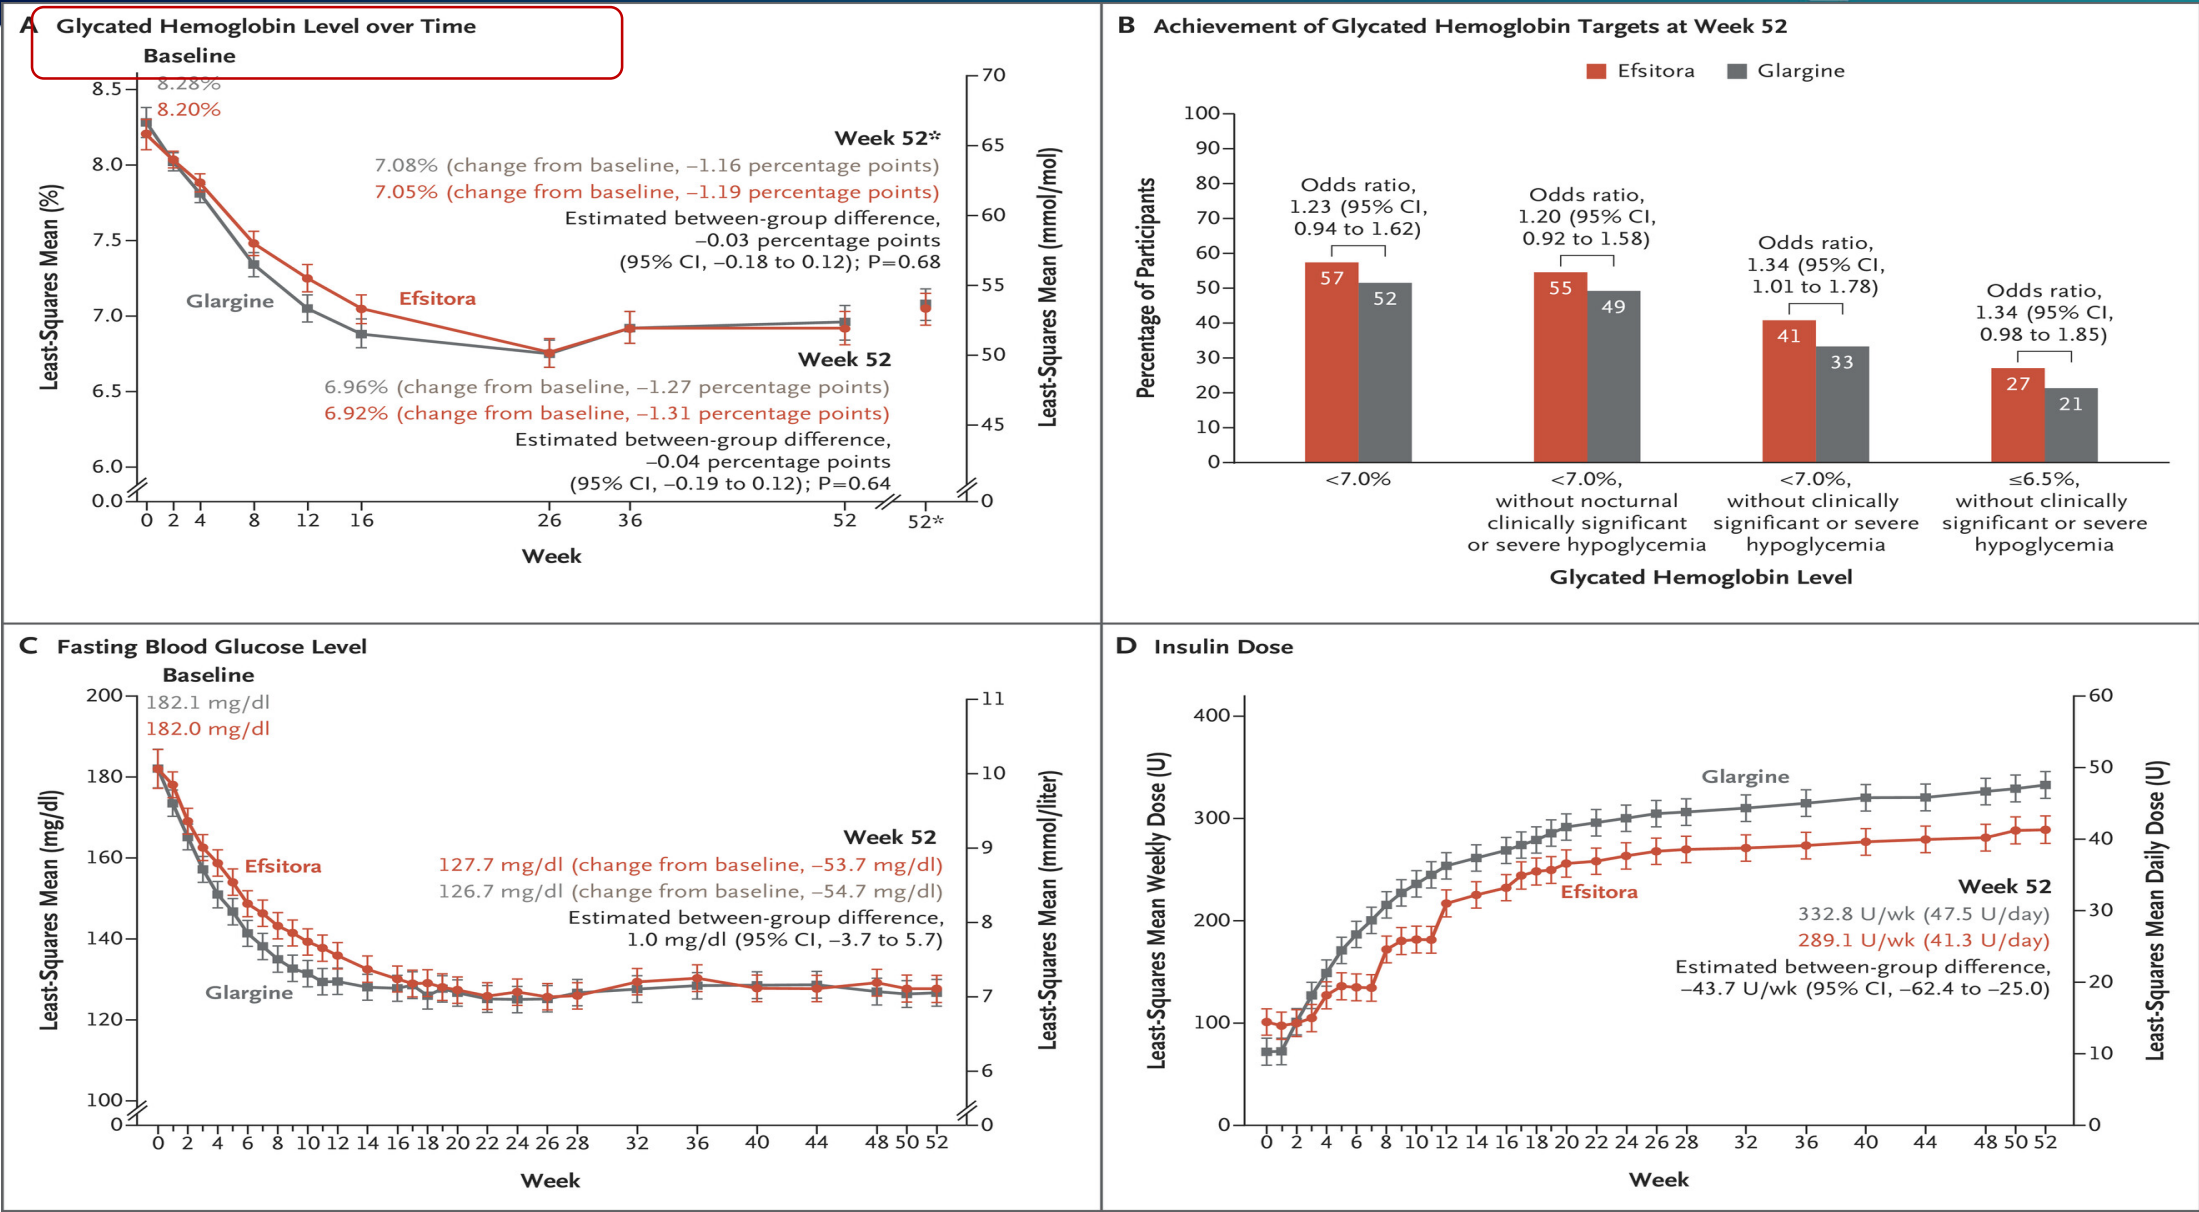 A Glycated Hemoglobin Level over Time
Baseline
8.28%
8.20%
Week 52*
7.08% (change from baseline, −1.16 percentage points)
7.05% (change from baseline, −1.19 percentage points)
Estimated between-group difference,
−0.03 percentage points
(95% CI, −0.18 to 0.12); P=0.68
Glargine
Efsitora
Week 52
6.96% (change from baseline, −1.27 percentage points)
6.92% (change from baseline, −1.31 percentage points)
Estimated between-group difference,
−0.04 percentage points
(95% CI, −0.19 to 0.12); P=0.64
Least-Squares Mean (%)
8.5
8.0
7.5
7.0
6.5
6.0
0.0
Least-Squares Mean (mmol/mol)
70
65
60
55
50
45
0
0 2 4 8 12 16 26 36 52 52*
Week
B Achievement of Glycated Hemoglobin Targets at Week 52
Efsitora Glargine
Percentage of Participants
100
90
80
70
60
50
40
30
20
10
0
Odds ratio,
1.23 (95% CI,
0.94 to 1.62)
57
52
Odds ratio,
1.20 (95% CI,
0.92 to 1.58)
55
49
Odds ratio,
1.34 (95% CI,
1.01 to 1.78)
41
33
Odds ratio,
1.34 (95% CI,
0.98 to 1.85)
27
21
<7.0%
<7.0%,
without nocturnal
clinically significant
or severe hypoglycemia
<7.0%,
without clinically
significant or severe
hypoglycemia
≤6.5%,
without clinically
significant or severe
hypoglycemia
Glycated Hemoglobin Level
C Fasting Blood Glucose Level
Baseline
182.1 mg/dl
182.0 mg/dl
Efsitora
Glargine
Week 52
127.7 mg/dl (change from baseline, −53.7 mg/dl)
126.7 mg/dl (change from baseline, −54.7 mg/dl)
Estimated between-group difference,
1.0 mg/dl (95% CI, −3.7 to 5.7)
Least-Squares Mean (mg/dl)
200
180
160
140
120
100
0
Least-Squares Mean (mmol/liter)
11
10
9
8
7
6
0
0 2 4 6 8 10 12 14 16 18 20 22 24 26 28 32 36 40 44 48 50 52
Week
D Insulin Dose
Glargine
Efsitora
Week 52
332.8 U/wk (47.5 U/day)
289.1 U/wk (41.3 U/day)
Estimated between-group difference,
−43.7 U/wk (95% CI, −62.4 to −25.0)
Least-Squares Mean Weekly Dose (U)
400
300
200
100
0
Least-Squares Mean Daily Dose (U)
60
50
40
30
20
10
0
0 2 4 6 8 10 12 14 16 18 20 22 24 26 28 32 36 40 44 48 50 52
Week